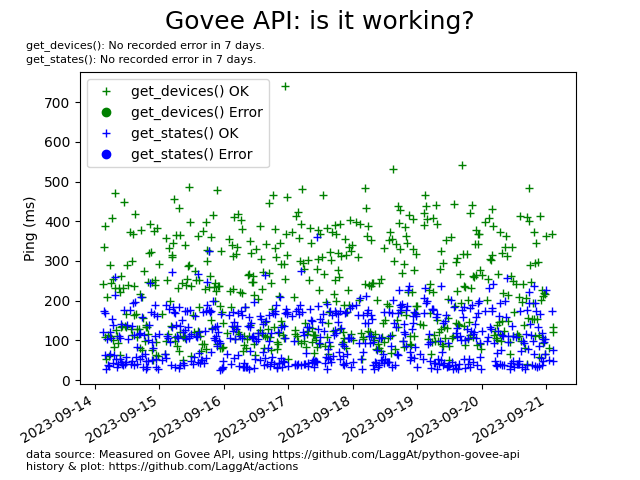 Govee API: is it working?
get_devices(): No recorded error in 7 days.
get_states(): No recorded error in 7 days.
get_devices() OK
get_devices() Error
get_states() OK
get_states() Error
Ping (ms)
700
600
500
400
300
200
100
0
2023-09-14
2023-09-15
2023-09-16
2023-09-17
2023-09-18
2023-09-19
2023-09-20
2023-09-21
data source: Measured on Govee API, using https://github.com/LaggAt/python-govee-api
history & plot: https://github.com/LaggAt/actions